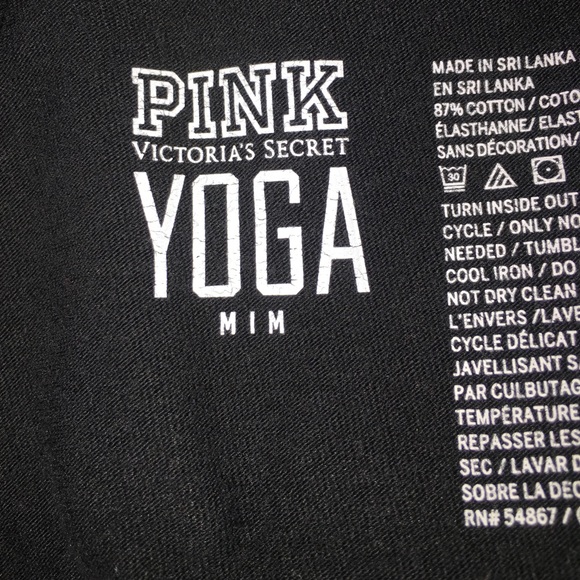 PINK
VICTORIA'S SECRET
YOGA
MIM
MADE IN SRI LANKA
EN SRI LANKA
87% COTTON / COTO
ÉLASTHANNE/ ELAST
SANS DÉCORATION/
30
TURN INSIDE OUT
CYCLE / ONLY NO
NEEDED / TUMBL
COOL IRON / DO
NOT DRY CLEAN
L'ENVERS /LAVE
CYCLE DÉLICAT
JAVELLISANT S
PAR CULBUTAG
TEMPÉRATURE
REPASSER LES
SEC / LAVAR D
SOBRE LA DEC
RN# 54867 /